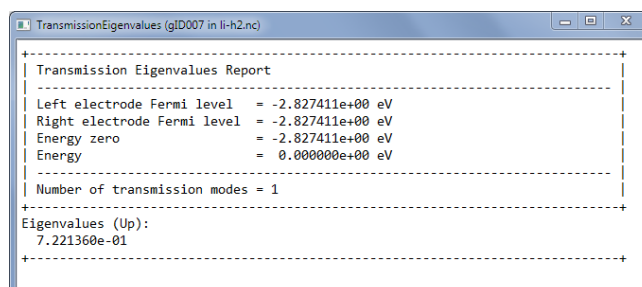 TransmissionEigenvalues (gID007 in li-h2.nc)
+------------------------------------------------------------------------------+
| Transmission Eigenvalues Report |
| ---------------------------------------------------------------------------- |
| Left electrode Fermi level = -2.827411e+00 eV |
| Right electrode Fermi level = -2.827411e+00 eV |
| Energy zero = -2.827411e+00 eV |
| Energy = 0.000000e+00 eV |
| ---------------------------------------------------------------------------- |
| Number of transmission modes = 1 |
+------------------------------------------------------------------------------+
Eigenvalues (Up):
7.221360e-01
+------------------------------------------------------------------------------+